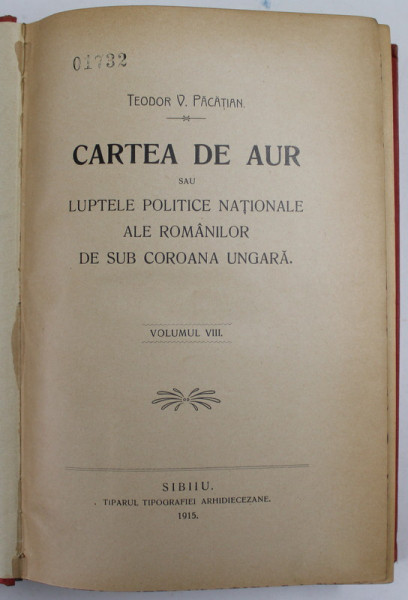 01732
TEODOR V. PĂCĂȚIAN.
CARTEA DE AUR
SAU
LUPTELE POLITICE NAȚIONALE
ALE ROMÂNILOR
DE SUB COROANA UNGARĂ.
VOLUMUL VIII.
SIBIIU.
TIPARUL TIPOGRAFIEI ARHIDIECEZANE.
1915.